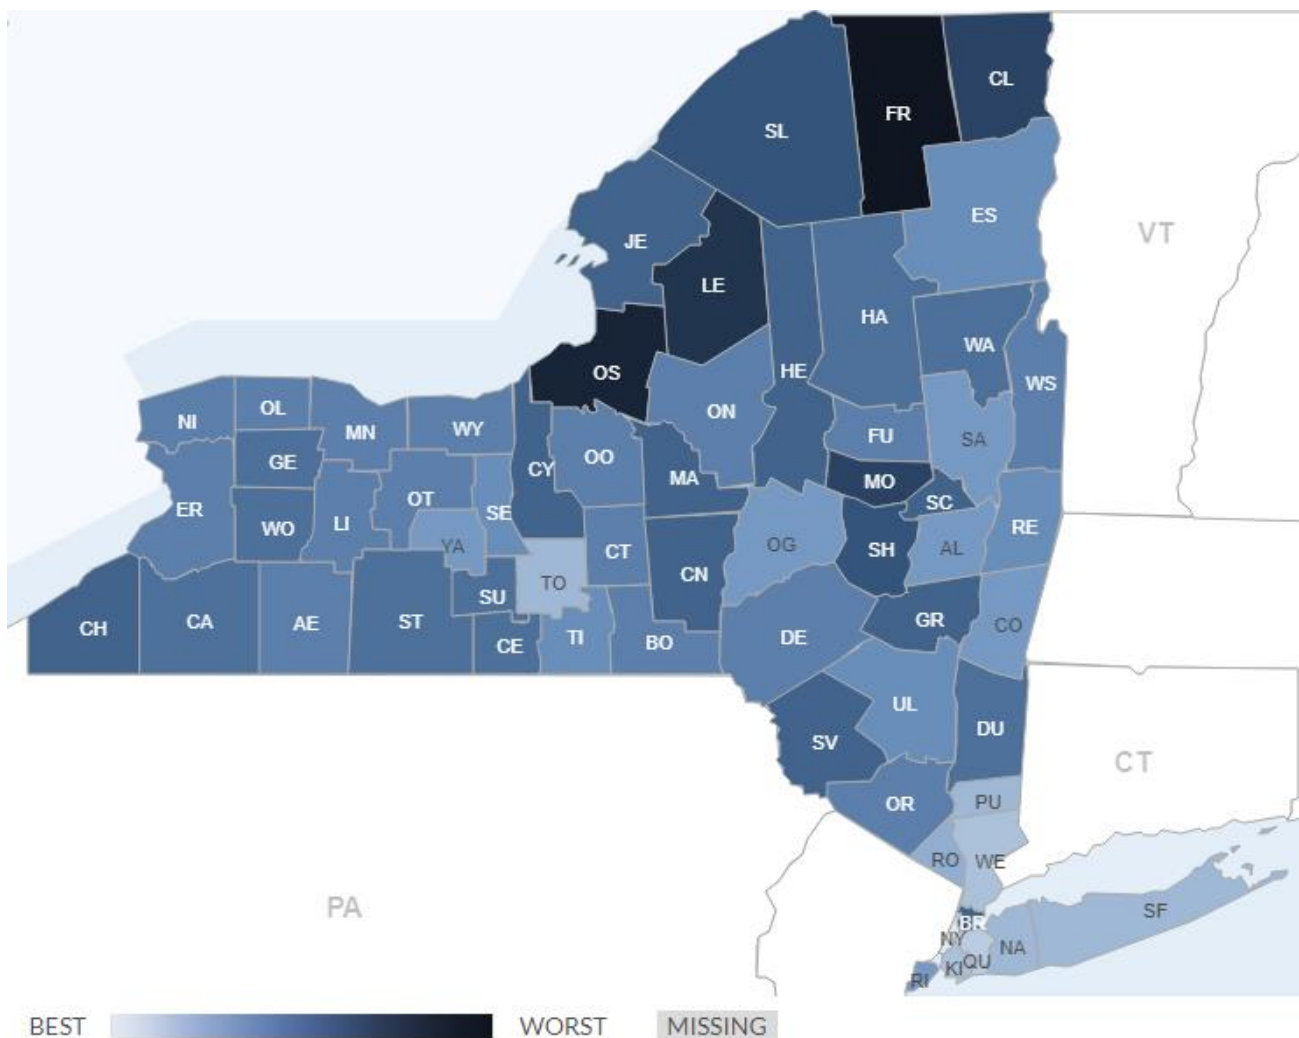 CL
FR
SL
ES
VT
JE
LE
HA
WA
OS
HE
WS
ON
OL
NI
MN
WY
FU
SA
OO
GE
CY
MA
MO
OT
SC
ER
LI
SE
WO
RE
YA
CT
OG
SH
AL
TO
CN
SU
CH
CA
AE
ST
GR
CO
TI
BO
DE
CE
UL
DU
SV
CT
OR
PU
RO
WE
PA
SF
BR
NY
NA
QU
KI
RI
BEST WORST MISSING